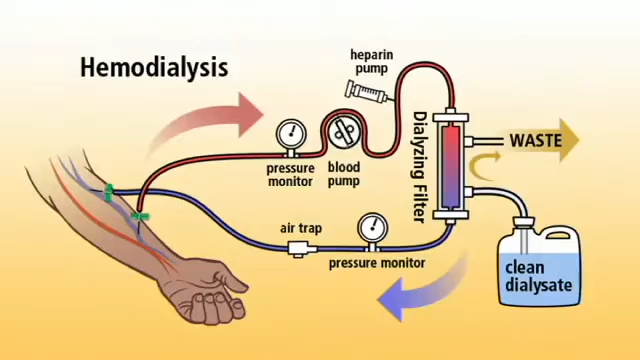 Hemodialysis
heparin
pump
pressure
monitor
blood
pump
Dialyzing Filter
WASTE
air trap
pressure monitor
clean
dialysate